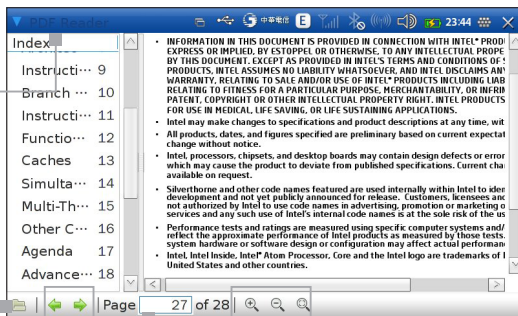 PDF Reader
中華電信
E
23:44
Index
Instructi··· 9
Branch ··· 10
Instructi··· 11
Functio··· 12
Caches 13
Simulta··· 14
Multi-Th··· 15
Other C··· 16
Agenda 17
Advance··· 18
• INFORMATION IN THIS DOCUMENT IS PROVIDED IN CONNECTION WITH INTEL® PROD
EXPRESS OR IMPLIED, BY ESTOPPEL OR OTHERWISE, TO ANY INTELLECTUAL PROPE
BY THIS DOCUMENT. EXCEPT AS PROVIDED IN INTEL'S TERMS AND CONDITIONS OF
PRODUCTS, INTEL ASSUMES NO LIABILITY WHATSOEVER, AND INTEL DISCLAIMS AN
WARRANTY, RELATING TO SALE AND/OR USE OF INTEL® PRODUCTS INCLUDING LIAB
RELATING TO FITNESS FOR A PARTICULAR PURPOSE, MERCHANTABILITY, OR INFRIN
PATENT, COPYRIGHT OR OTHER INTELLECTUAL PROPERTY RIGHT. INTEL PRODUCTS
FOR USE IN MEDICAL, LIFE SAVING, OR LIFE SUSTAINING APPLICATIONS.
• Intel may make changes to specifications and product descriptions at any time, wit
• All products, dates, and figures specified are preliminary based on current expectat
change without notice.
• Intel, processors, chipsets, and desktop boards may contain design defects or error
which may cause the product to deviate from published specifications. Current cha
available on request.
• Silverthorne and other code names featured are used internally within Intel to iden
development and not yet publicly announced for release. Customers, licensees and
not authorized by Intel to use code names in advertising, promotion or marketing o
services and any such use of Intel's internal code names is at the sole risk of the us
• Performance tests and ratings are measured using specific computer systems and/
reflect the approximate performance of Intel products as measured by those tests.
system hardware or software design or configuration may affect actual performan
• Intel, Intel Inside, Intel® Atom Processor, Core and the Intel logo are trademarks of I
United States and other countries.
Page 27 of 28